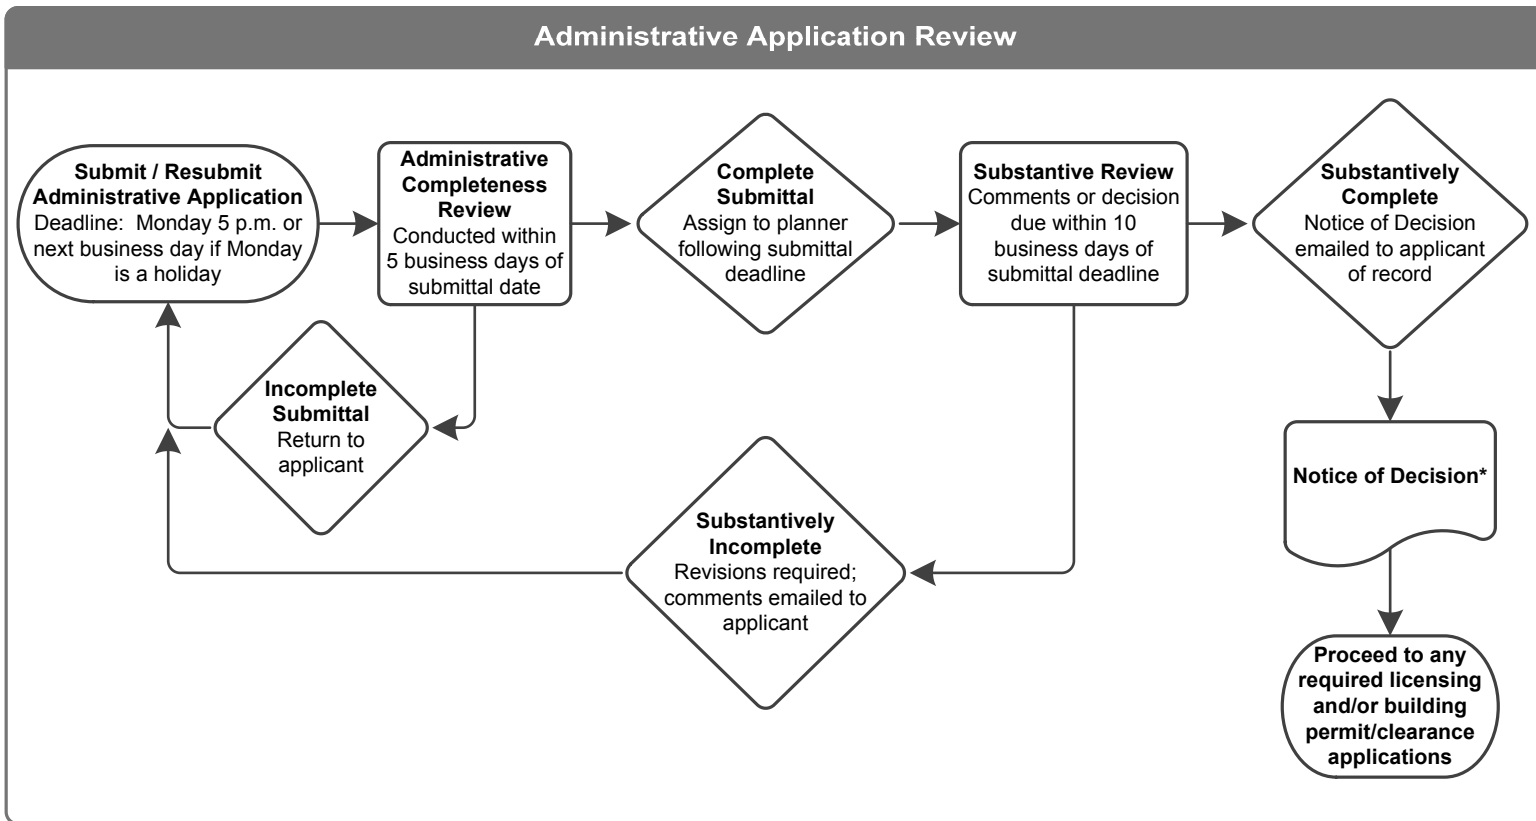 Administrative Application Review
Submit / Resubmit
Administrative Application
Deadline:  Monday 5 p.m. or
next business day if Monday
is a holiday
Administrative
Completeness
Review
Conducted within
5 business days of
submittal date
Complete
Submittal
Assign to planner
following submittal
deadline
Substantive Review
Comments or decision
due within 10
business days of
submittal deadline
Substantively
Complete
Notice of Decision
emailed to applicant
of record
Incomplete
Submittal
Return to
applicant
Substantively
Incomplete
Revisions required;
comments emailed to
applicant
Notice of Decision*
Proceed to any
required licensing
and/or building
permit/clearance
applications